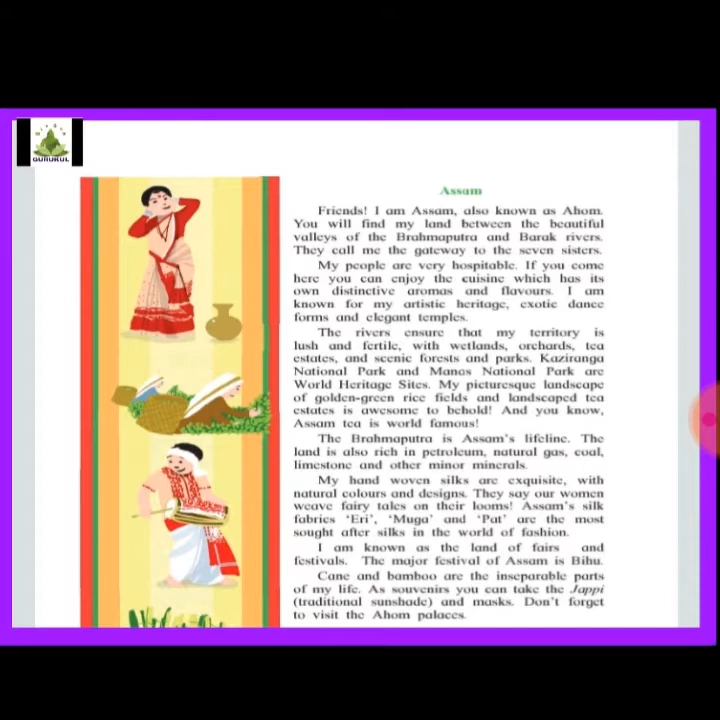 GURUKUL
Assam
Friends! I am Assam, also known as Ahom.
You will find my land between the beautiful
valleys of the Brahmaputra and Barak rivers.
They call me the gateway to the seven sisters.
My people are very hospitable. If you come
here you can enjoy the cuisine which has its
own distinctive aromas and flavours. I am
known for my artistic heritage, exotic dance
forms and elegant temples.
The rivers ensure that my territory is
lush and fertile, with wetlands, orchards, tea
estates, and scenic forests and parks. Kaziranga
National Park and Manas National Park are
World Heritage Sites. My picturesque landscape
of golden-green rice fields and landscaped tea
estates is awesome to behold! And you know,
Assam tea is world famous!
The Brahmaputra is Assam's lifeline. The
land is also rich in petroleum, natural gas, coal,
limestone and other minor minerals.
My hand woven silks are exquisite, with
natural colours and designs. They say our women
weave fairy tales on their looms! Assam's silk
fabrics 'Eri', 'Muga' and 'Pat' are the most
sought after silks in the world of fashion.
I am known as the land of fairs and
festivals. The major festival of Assam is Bihu.
Cane and bamboo are the inseparable parts
of my life. As souvenirs you can take the Jappi
(traditional sunshade) and masks. Don't forget
to visit the Ahom palaces.